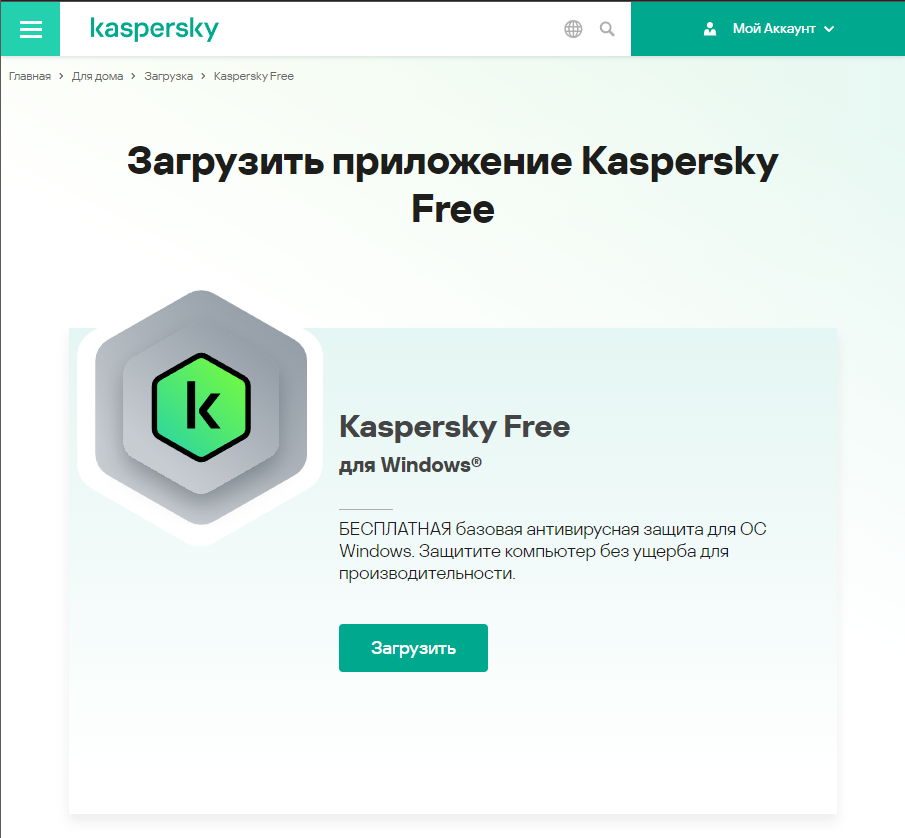 kaspersky
Мой Аккаунт
Главная > Для дома > Загрузка > Kaspersky Free
Загрузить приложение Kaspersky
Free
k
Kaspersky Free
для Windows®
БЕСПЛАТНАЯ базовая антивирусная защита для ОС
Windows. Защитите компьютер без ущерба для
производительности.
Загрузить